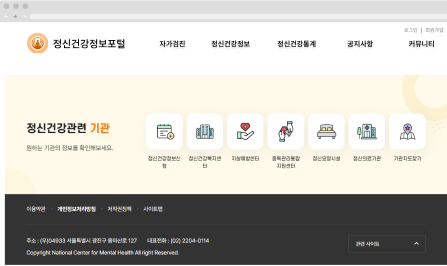 로그인 | 회원가입
정신건강정보포털
자가검진 정신건강정보 정신건강통계 공지사항 커뮤니티
정신건강관련 기관
원하는 기관의 정보를 확인해보세요.
정신건강검정보신
정신건강복지센
터
자살예방센터
중독관리통합
지원센터
정신요양시설
정신의료기관
기관지도찾기
이용약관 · 개인정보처리방침 · 저작권정책 · 사이트맵
주소 : (우)04933 서울특별시 광진구 용마산로 127 대표전화 : (02) 2204-0114
관련 사이트
Copyright National Center for Mental Health All right Reserved.